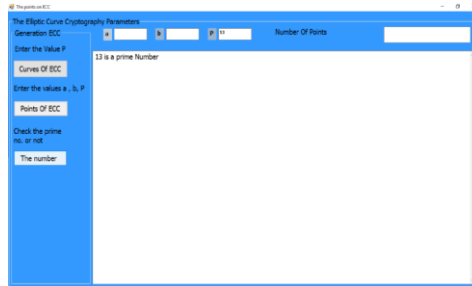 The points on ECC
The Elliptic Curve Cryptography Parameters
Generation ECC
a
b
P
Number Of Points
Enter the Value P
13 is a prime Number
Curves Of ECC
Enter the values a , b, P
Points Of ECC
Check the prime
no. or not
The number